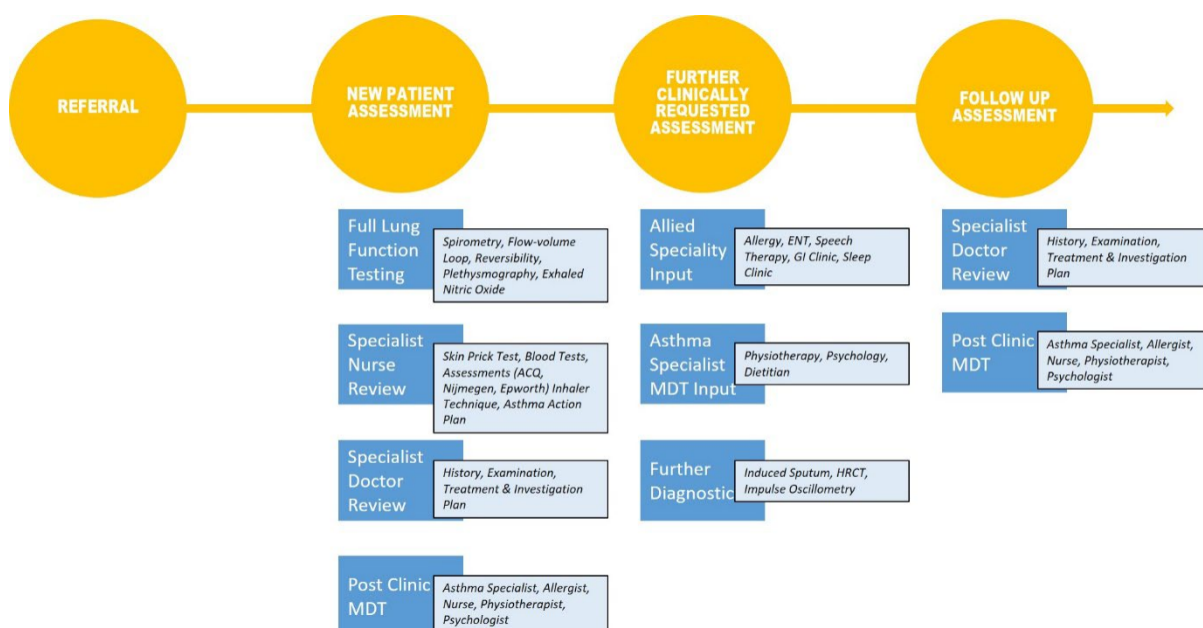 REFERRAL
NEW PATIENT
ASSESSMENT
FURTHER
CLINICALLY
REQUESTED
ASSESSMENT
FOLLOW UP
ASSESSMENT
Full Lung
Function
Testing
Spirometry, Flow-volume
Loop, Reversibility,
Plethysmography, Exhaled
Nitric Oxide
Specialist
Nurse
Review
Skin Prick Test, Blood Tests,
Assessments (ACQ,
Nijmegen, Epworth) Inhaler
Technique, Asthma Action
Plan
Specialist
Doctor
Review
History, Examination,
Treatment & Investigation
Plan
Post Clinic
MDT
Asthma Specialist, Allergist,
Nurse, Physiotherapist,
Psychologist
Allied
Speciality
Input
Allergy, ENT, Speech
Therapy, GI Clinic, Sleep
Clinic
Asthma
Specialist
MDT Input
Physiotherapy, Psychology,
Dietitian
Further
Diagnostic
Induced Sputum, HRCT,
Impulse Oscillometry
Specialist
Doctor
Review
History, Examination,
Treatment & Investigation
Plan
Post Clinic
MDT
Asthma Specialist, Allergist,
Nurse, Physiotherapist,
Psychologist